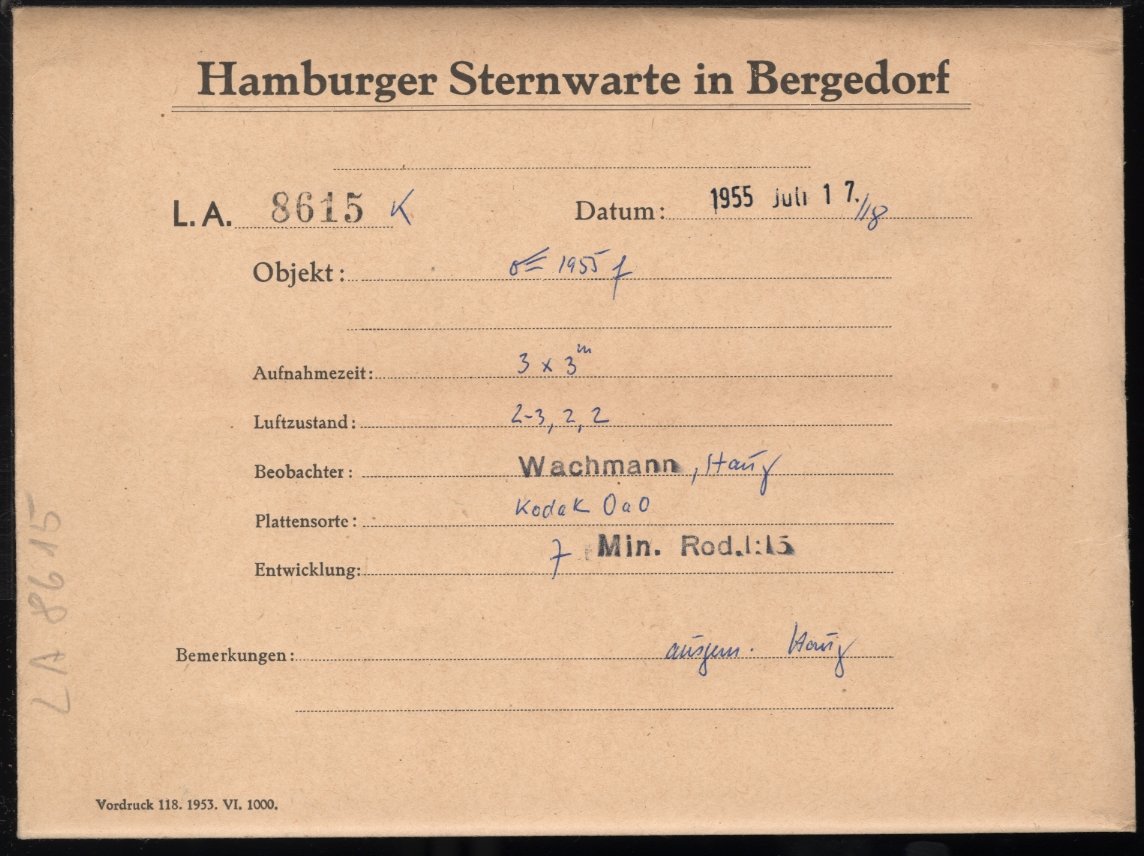 Hamburger Sternwarte in Bergedorf
L.A. 8615 K
Datum: 1955 Juli 17./18
Objekt: ☄ 1955 f
Aufnahmezeit: 3 x 3m
Luftzustand: 2-3, 2, 2
Beobachter: Wachmann, Haug
Plattensorte: Kodak OaO
Entwicklung: 7 Min. Rod.1:15
Bemerkungen: ausgem. Haug
Vordruck 118. 1953. VI. 1000.
LA 8615